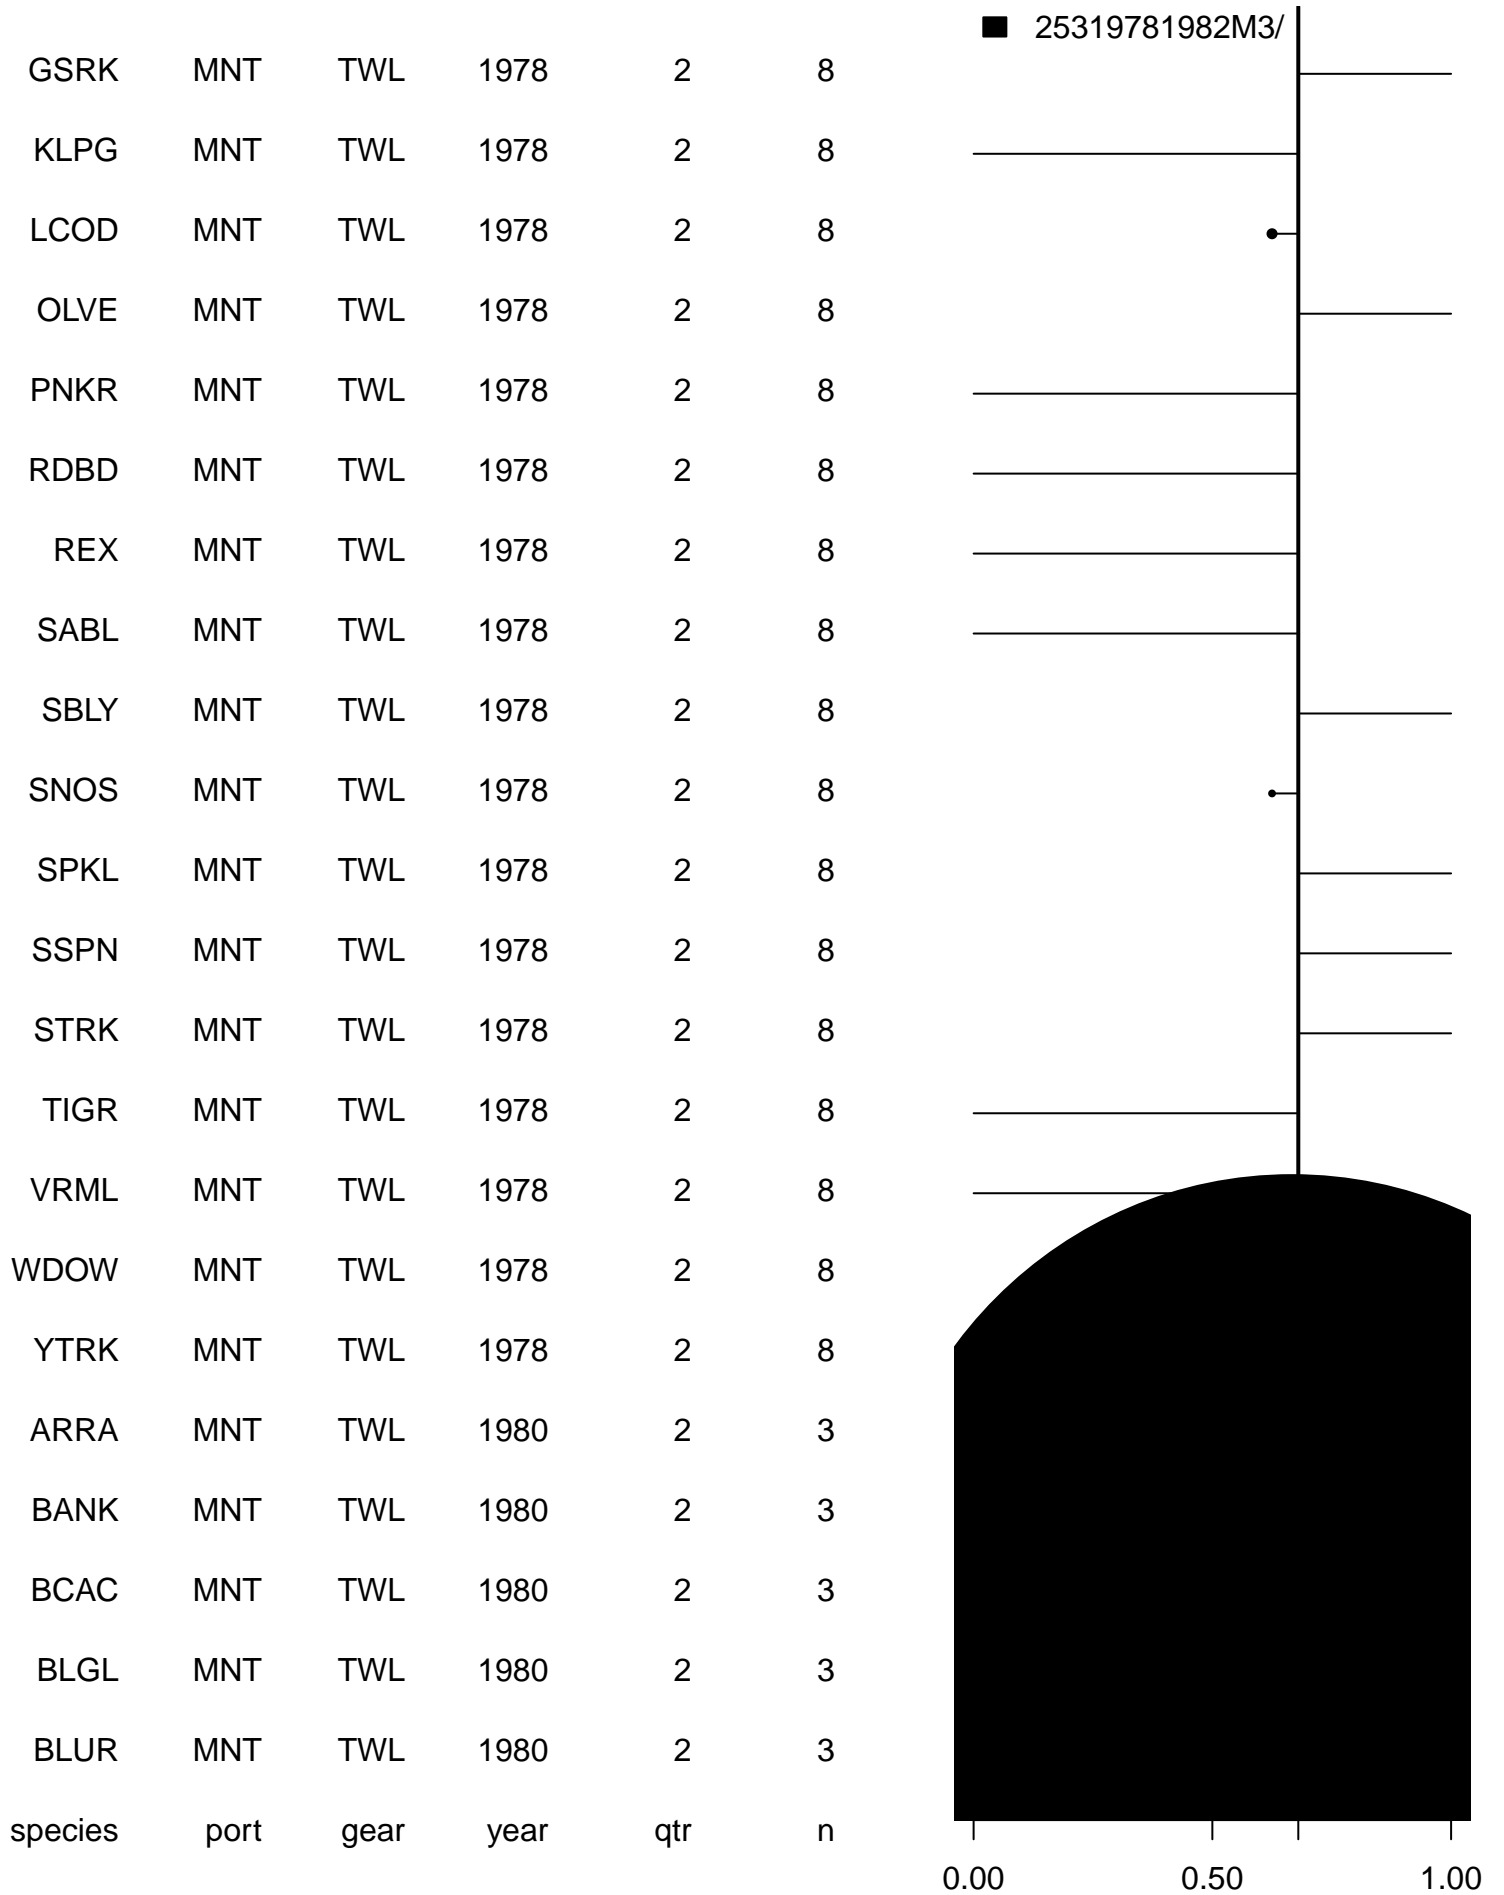 25319781982M3/
GSRK MNT TWL 1978 2 8
KLPG MNT TWL 1978 2 8
LCOD MNT TWL 1978 2 8
OLVE MNT TWL 1978 2 8
PNKR MNT TWL 1978 2 8
RDBD MNT TWL 1978 2 8
REX MNT TWL 1978 2 8
SABL MNT TWL 1978 2 8
SBLY MNT TWL 1978 2 8
SNOS MNT TWL 1978 2 8
SPKL MNT TWL 1978 2 8
SSPN MNT TWL 1978 2 8
STRK MNT TWL 1978 2 8
TIGR MNT TWL 1978 2 8
VRML MNT TWL 1978 2 8
WDOW MNT TWL 1978 2 8
YTRK MNT TWL 1978 2 8
ARRA MNT TWL 1980 2 3
BANK MNT TWL 1980 2 3
BCAC MNT TWL 1980 2 3
BLGL MNT TWL 1980 2 3
BLUR MNT TWL 1980 2 3
species port gear year qtr n
0.00 0.50 1.00